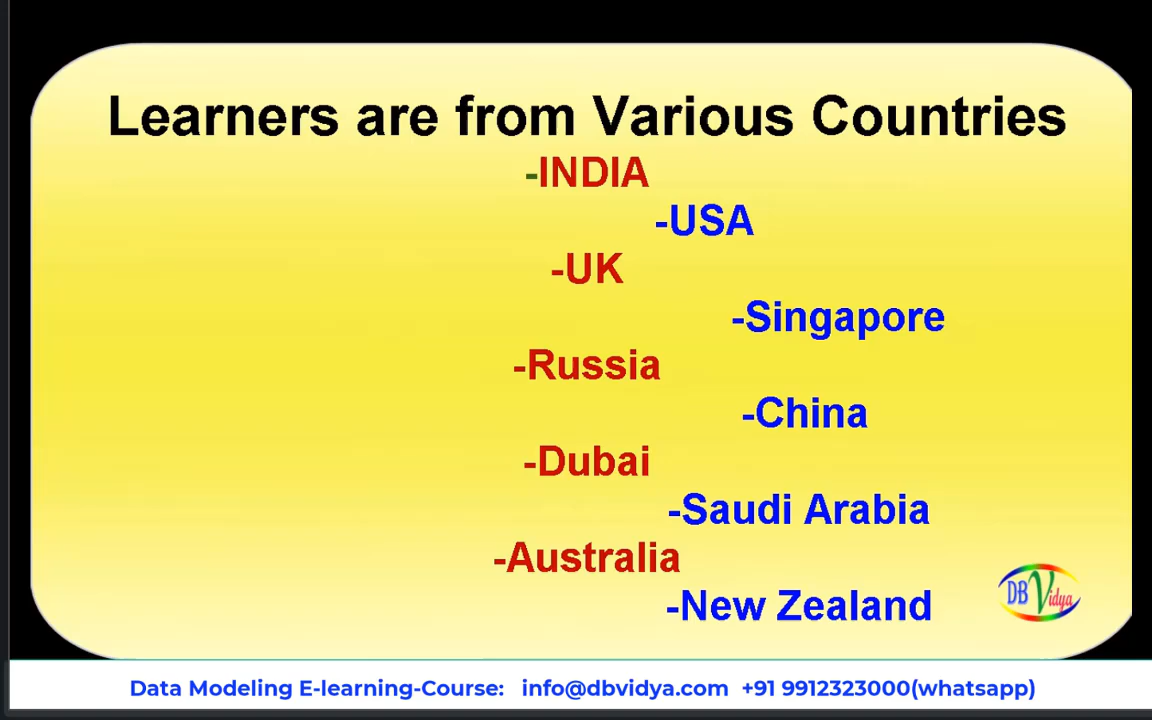 Learners are from Various Countries
-INDIA
-USA
-UK
-Singapore
-Russia
-China
-Dubai
-Saudi Arabia
-Australia
-New Zealand
DB Vidya
Data Modeling E-learning-Course: info@dbvidya.com +91 9912323000(whatsapp)